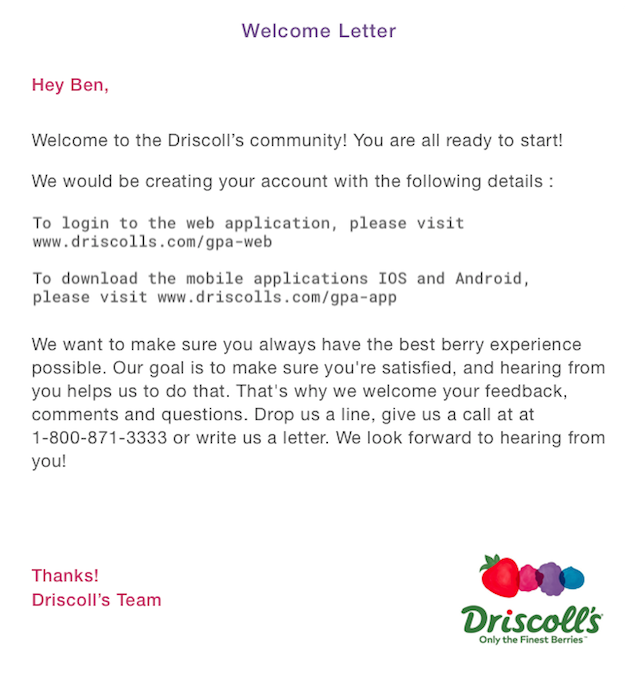 Welcome Letter
Hey Ben,
Welcome to the Driscoll’s community! You are all ready to start!
We would be creating your account with the following details :
To login to the web application, please visit
www.driscolls.com/gpa-web
To download the mobile applications IOS and Android,
please visit www.driscolls.com/gpa-app
We want to make sure you always have the best berry experience
possible. Our goal is to make sure you're satisfied, and hearing from
you helps us to do that. That's why we welcome your feedback,
comments and questions. Drop us a line, give us a call at at
1-800-871-3333 or write us a letter. We look forward to hearing from
you!
Thanks!
Driscoll’s Team
Driscoll's
Only the Finest Berries™